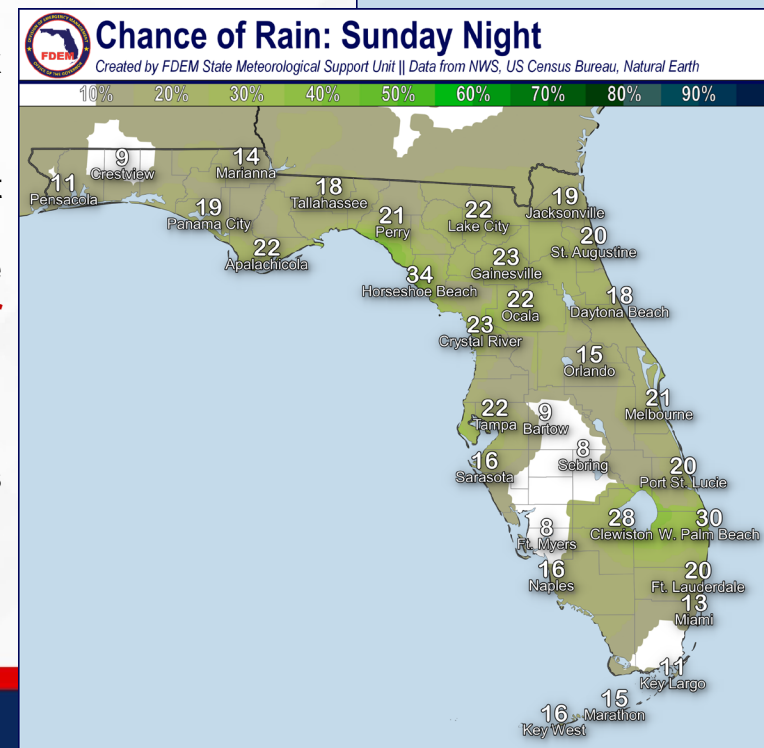 Chance of Rain: Sunday Night
FDEM
Created by FDEM State Meteorological Support Unit || Data from NWS, US Census Bureau, Natural Earth
10% 20% 30% 40% 50% 60% 70% 80% 90%
9
Crestview
14
Marianna
11
Pensacola
18
Tallahassee
19
Panama City
21
Perry
22
Lake City
19
Jacksonville
20
St. Augustine
22
Apalachicola
23
Gainesville
34
Horseshoe Beach
22
Ocala
18
Daytona Beach
23
Crystal River
15
Orlando
22
Tampa
9
Bartow
21
Melbourne
8
Sebring
16
Sarasota
20
Port St. Lucie
28
Clewiston
30
W. Palm Beach
8
Ft. Myers
16
Naples
20
Ft. Lauderdale
13
Miami
11
Key Largo
15
Marathon
16
Key West